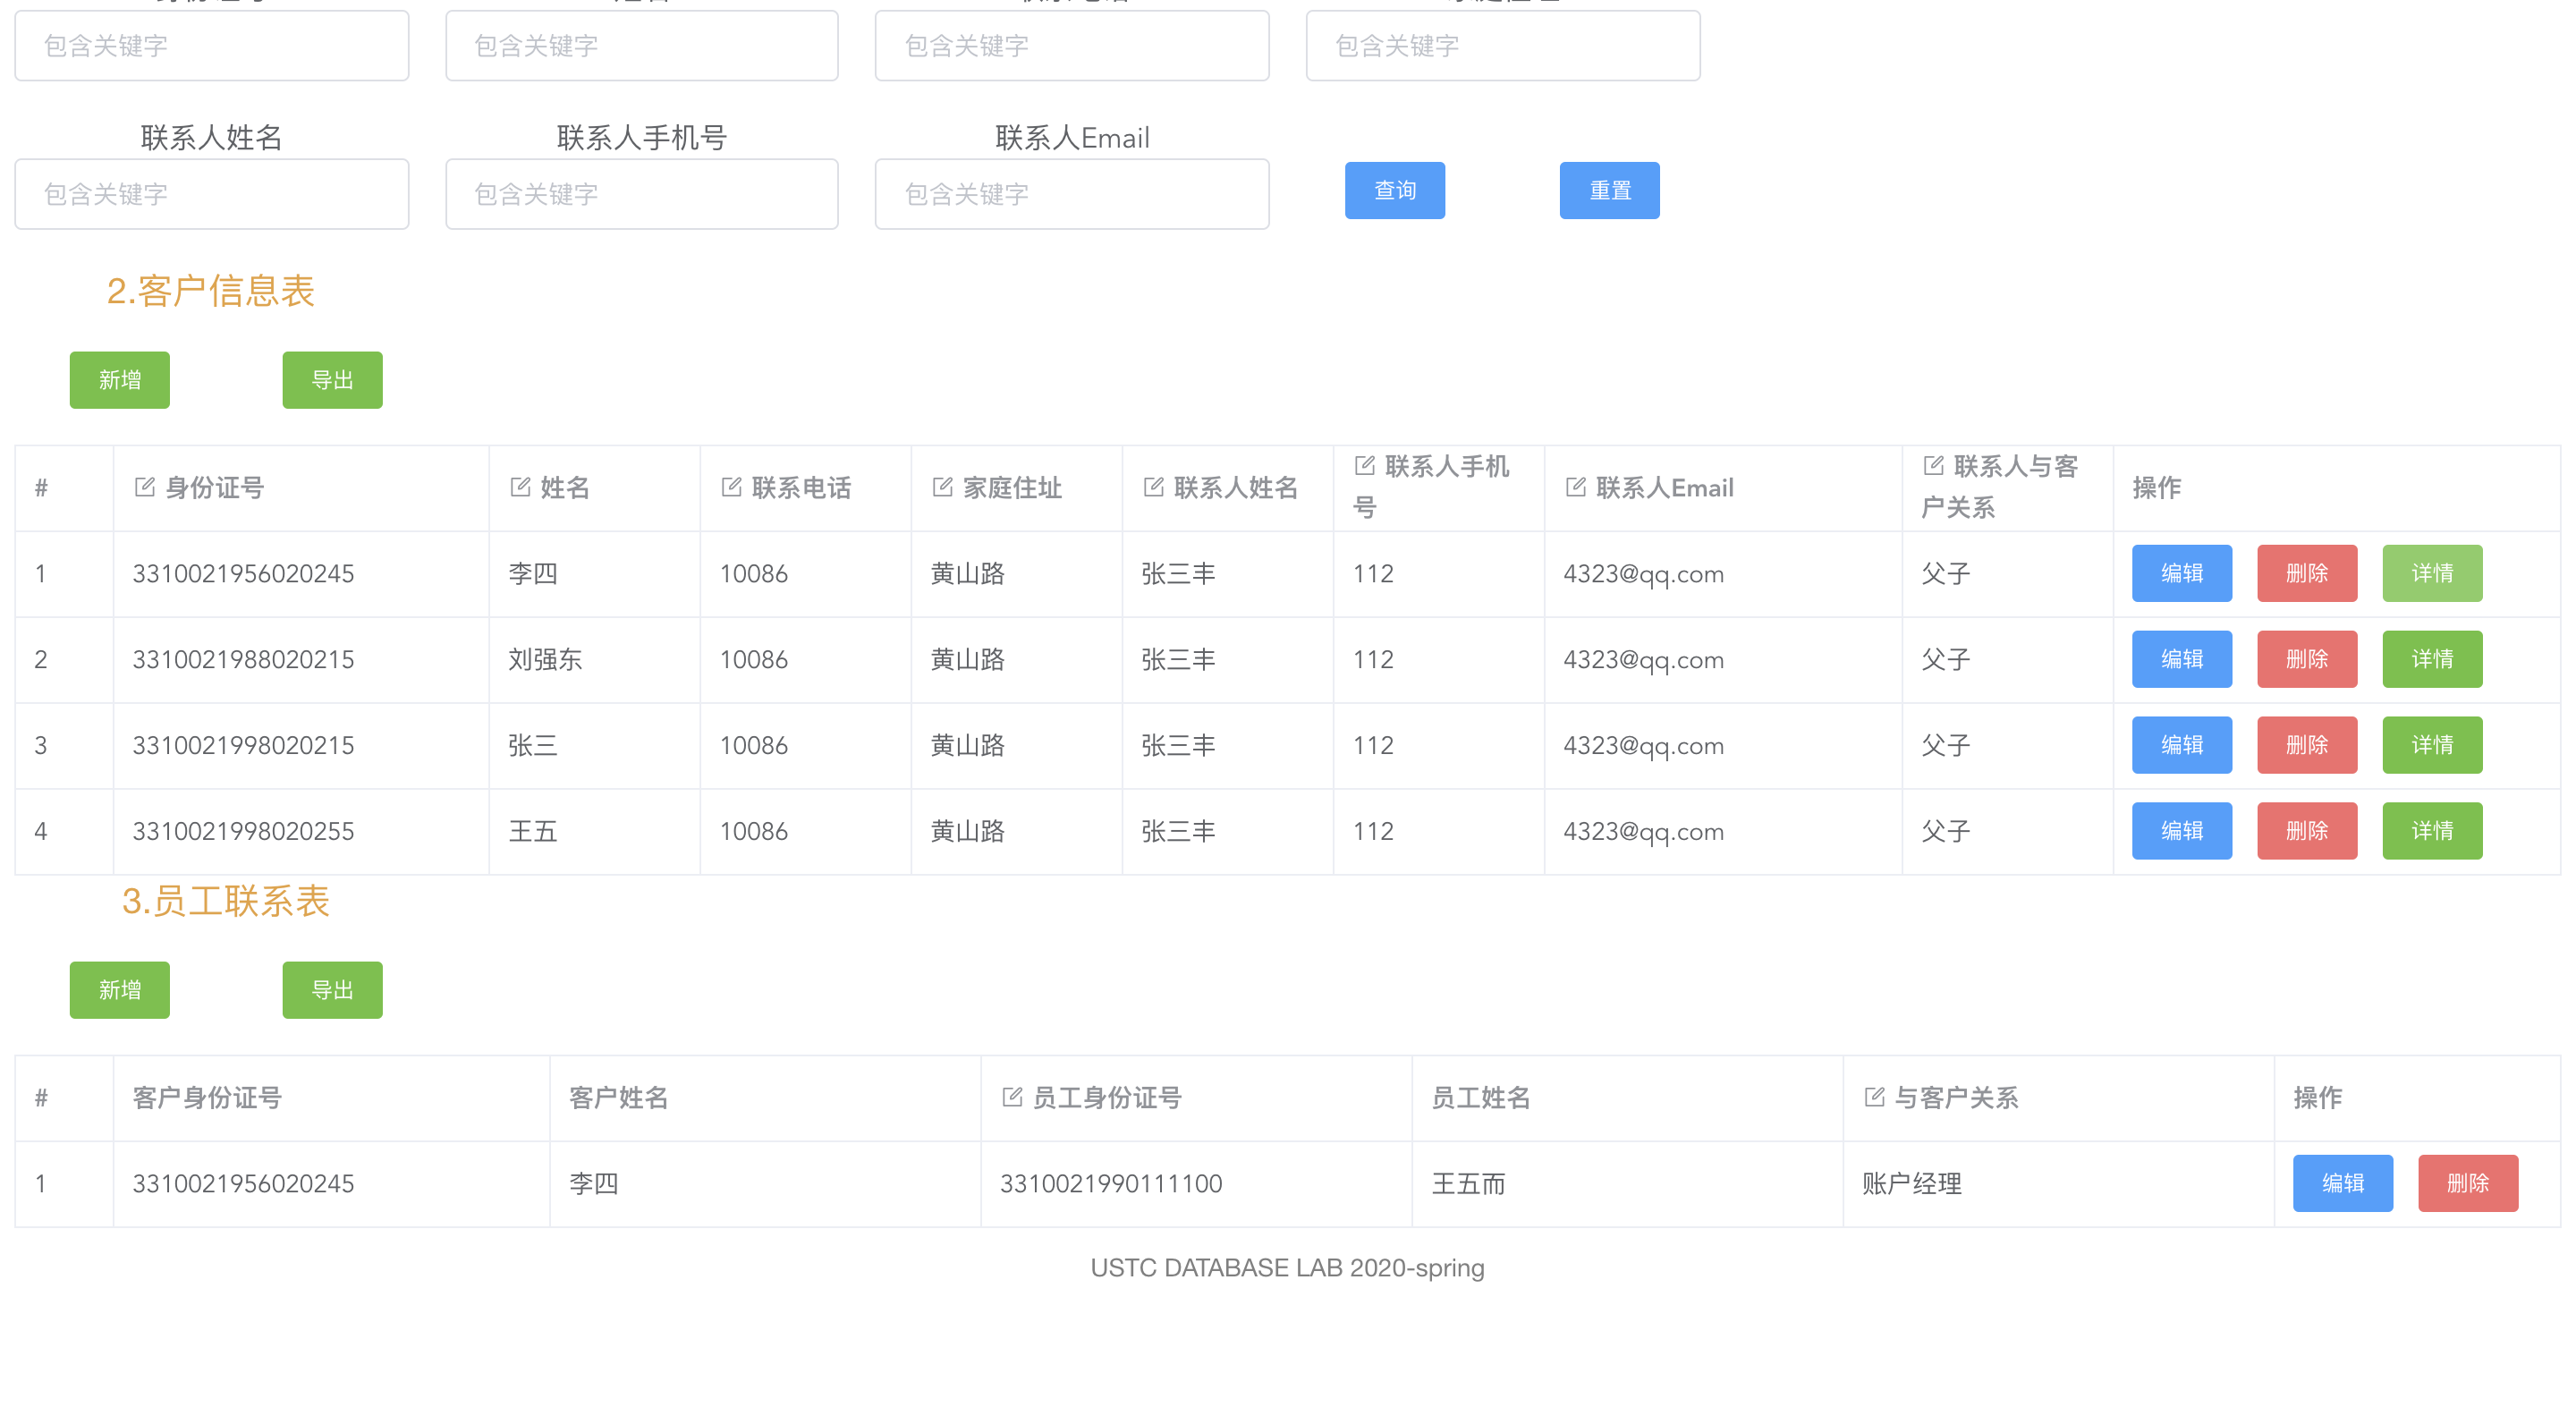 包含关键字 包含关键字 包含关键字 包含关键字
联系人姓名 联系人手机号 联系人Email
包含关键字 包含关键字 包含关键字 查询 重置
2.客户信息表
新增 导出
# 身份证号 姓名 联系电话 家庭住址 联系人姓名 联系人手机号 联系人Email 联系人与客户关系 操作
1 3310021956020245 李四 10086 黄山路 张三丰 112 4323@qq.com 父子 编辑 删除 详情
2 3310021988020215 刘强东 10086 黄山路 张三丰 112 4323@qq.com 父子 编辑 删除 详情
3 3310021998020215 张三 10086 黄山路 张三丰 112 4323@qq.com 父子 编辑 删除 详情
4 3310021998020255 王五 10086 黄山路 张三丰 112 4323@qq.com 父子 编辑 删除 详情
3.员工联系表
新增 导出
# 客户身份证号 客户姓名 员工身份证号 员工姓名 与客户关系 操作
1 3310021956020245 李四 3310021990111100 王五而 账户经理 编辑 删除
USTC DATABASE LAB 2020-spring